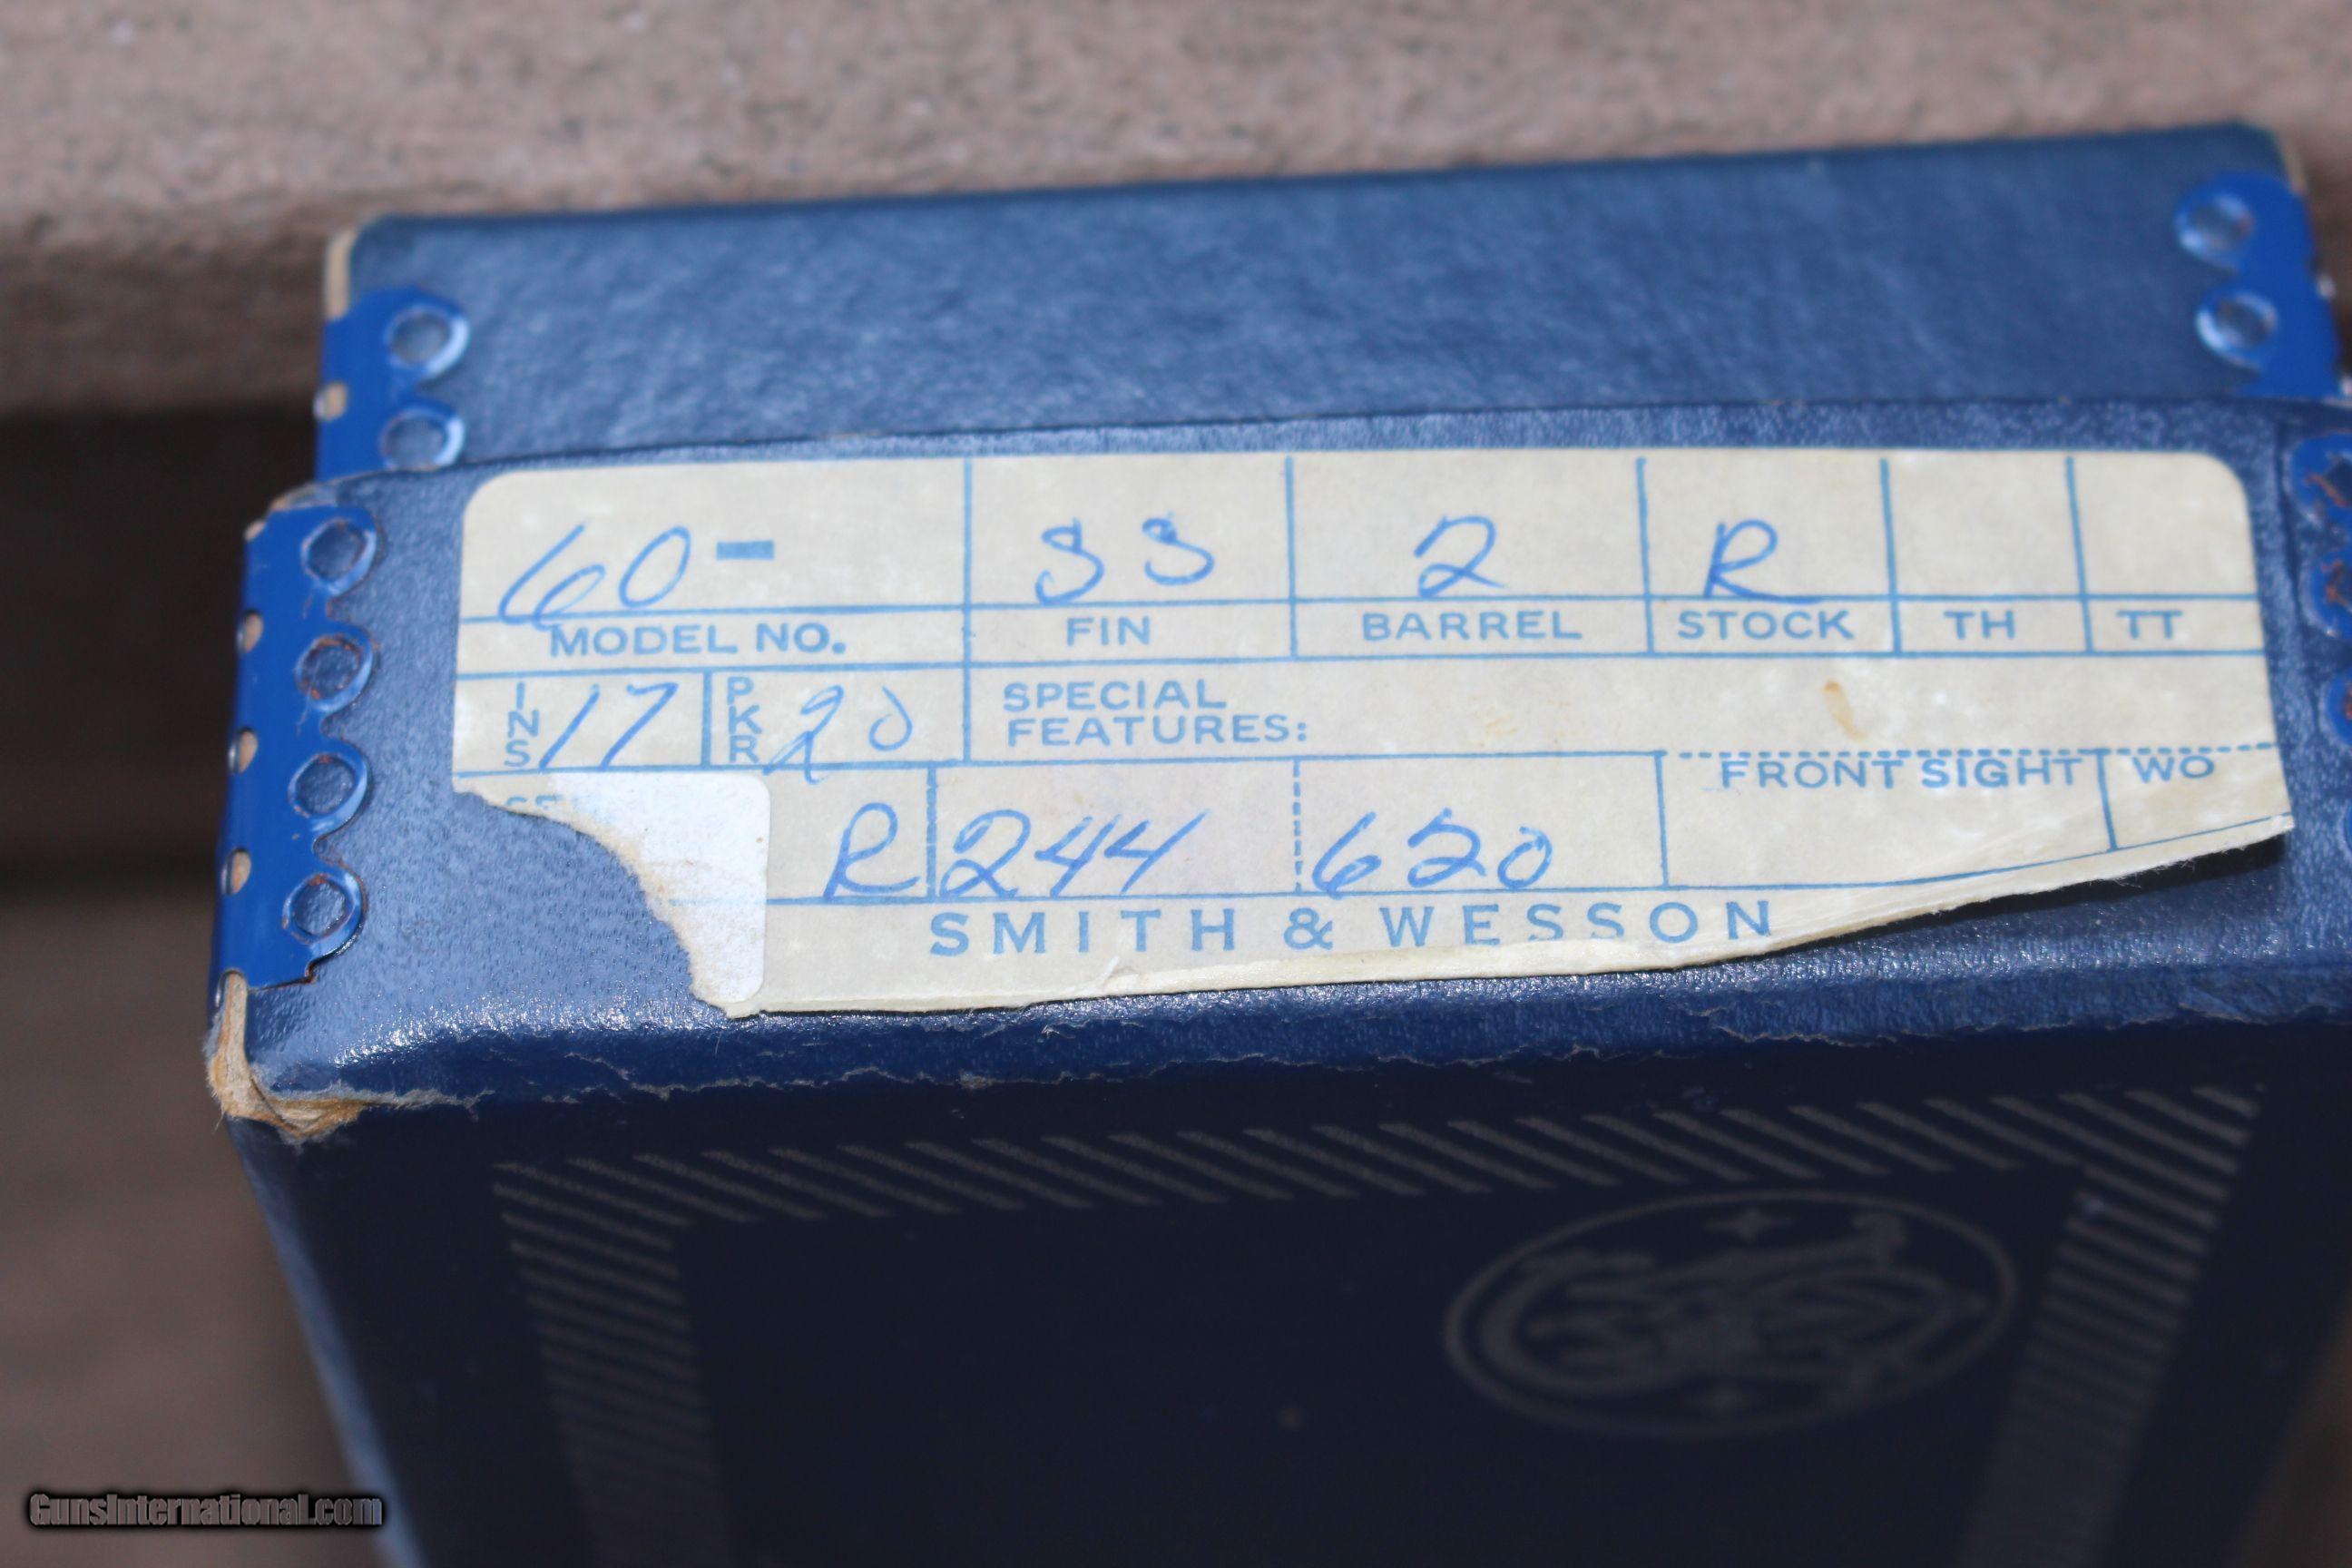 60- SS 2 R
MODEL NO. FIN BARREL STOCK TH TT
INS 17 PKR 20 SPECIAL
FEATURES:
FRONT SIGHT WO
R 244 620
SMITH & WESSON
GunsInternational.com